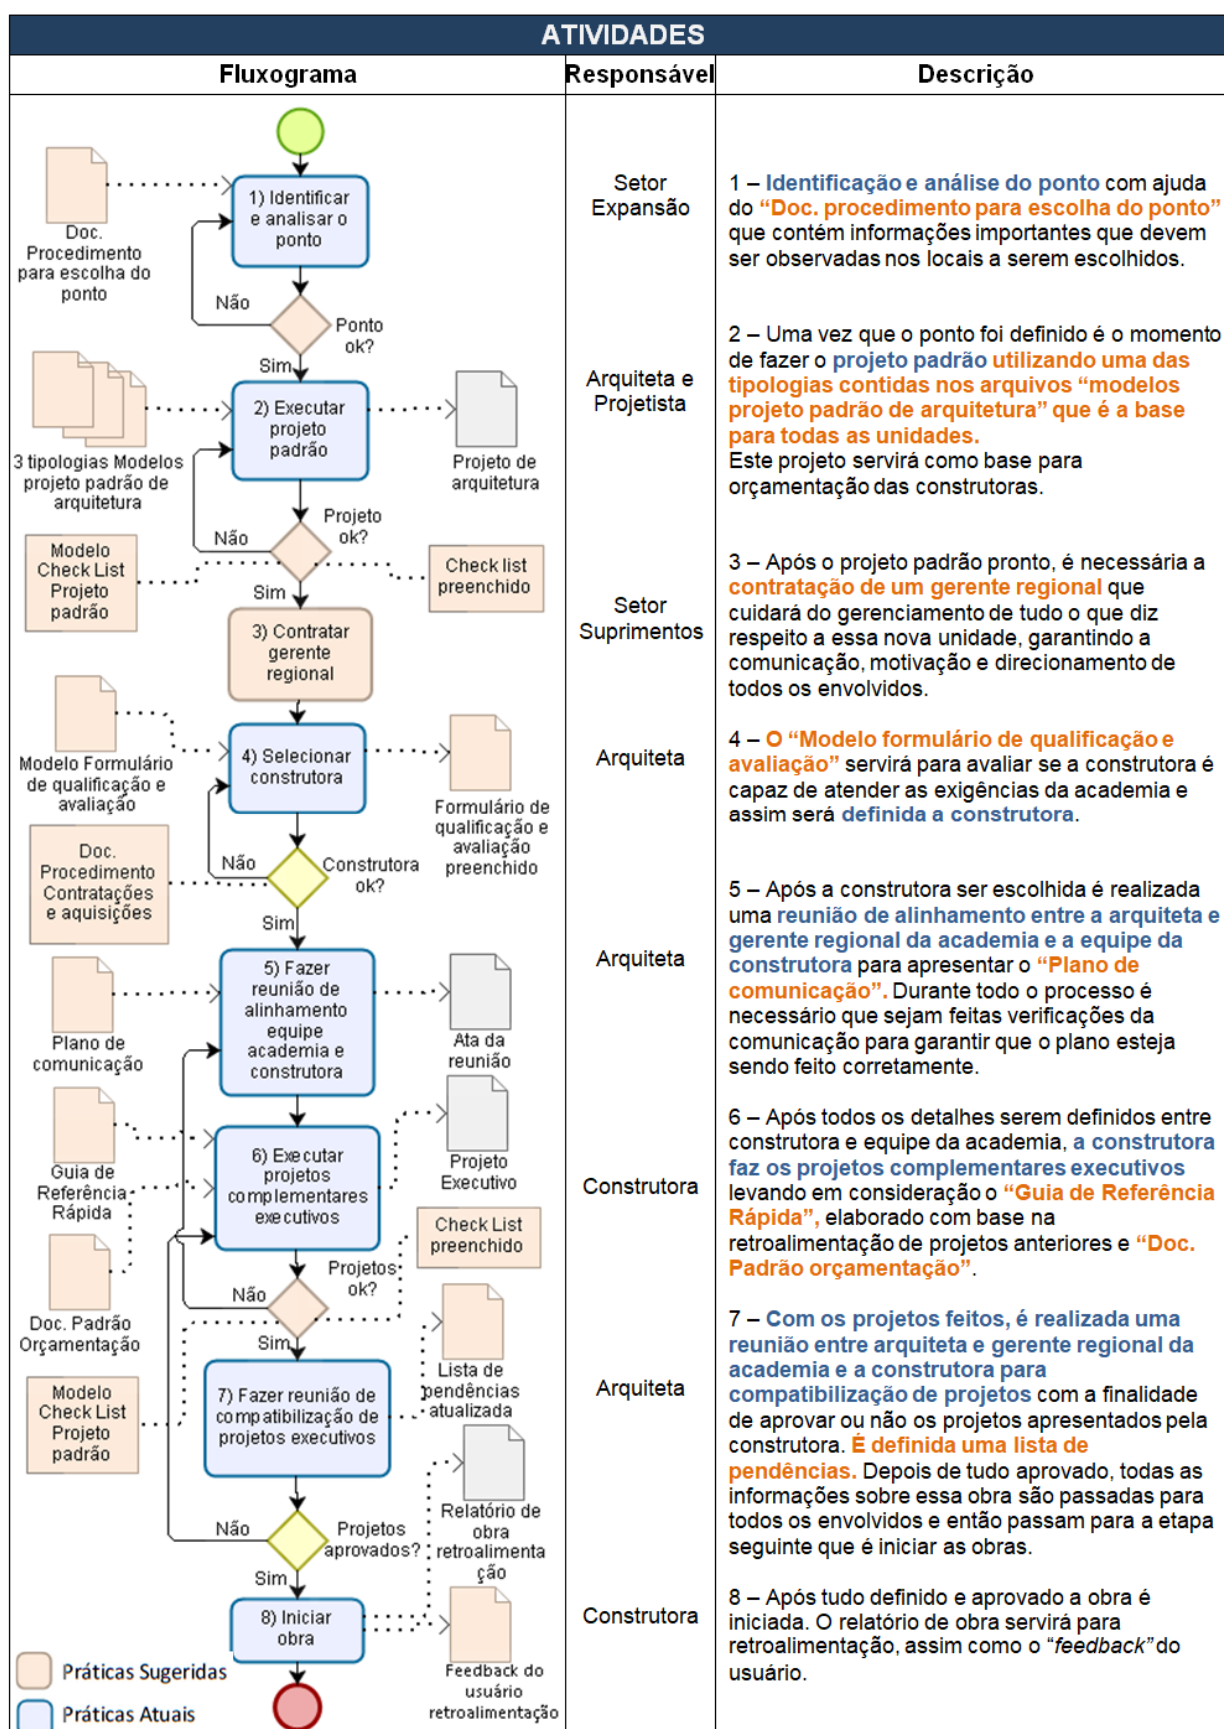 ATIVIDADES
Fluxograma
Responsável
Descrição
Doc.
Procedimento
para escolha do
ponto
1) Identificar
e analisar o
ponto
Não
Ponto
ok?
Sim
3 tipologias Modelos
projeto padrão de
arquitetura
2) Executar
projeto
padrão
Projeto de
arquitetura
Não
Projeto
ok?
Modelo
Check List
Projeto
padrão
Check list
preenchido
Sim
3) Contratar
gerente
regional
Modelo Formulário
de qualificação e
avaliação
4) Selecionar
construtora
Formulário de
qualificação e
avaliação
preenchido
Doc.
Procedimento
Contratações
e aquisições
Não
Construtora
ok?
Sim
Plano de
comunicação
5) Fazer
reunião de
alinhamento
equipe
academia e
construtora
Ata da
reunião
Guia de
Referência
Rápida
6) Executar
projetos
complementares
executivos
Projeto
Executivo
Doc. Padrão
Orçamentação
Check List
preenchido
Projetos
ok?
Não
Sim
Modelo
Check List
Projeto
padrão
7) Fazer reunião de
compatibilização de
projetos executivos
Lista de
pendências
atualizada
Não
Projetos
aprovados?
Relatório de
obra
retroalimenta
ção
Sim
8) Iniciar
obra
Feedback do
usuário
retroalimentação
Práticas Sugeridas
Práticas Atuais
Setor
Expansão
Arquiteta e
Projetista
Setor
Suprimentos
Arquiteta
Arquiteta
Construtora
Arquiteta
Construtora
1 – Identificação e análise do ponto com ajuda
do “Doc. procedimento para escolha do ponto”
que contém informações importantes que devem
ser observadas nos locais a serem escolhidos.
2 – Uma vez que o ponto foi definido é o momento
de fazer o projeto padrão utilizando uma das
tipologias contidas nos arquivos “modelos
projeto padrão de arquitetura” que é a base
para todas as unidades.
Este projeto servirá como base para
orçamentação das construtoras.
3 – Após o projeto padrão pronto, é necessária a
contratação de um gerente regional que
cuidará do gerenciamento de tudo o que diz
respeito a essa nova unidade, garantindo a
comunicação, motivação e direcionamento de
todos os envolvidos.
4 – O “Modelo formulário de qualificação e
avaliação” servirá para avaliar se a construtora é
capaz de atender as exigências da academia e
assim será definida a construtora.
5 – Após a construtora ser escolhida é realizada
uma reunião de alinhamento entre a arquiteta e
gerente regional da academia e a equipe da
construtora para apresentar o “Plano de
comunicação”. Durante todo o processo é
necessário que sejam feitas verificações da
comunicação para garantir que o plano esteja
sendo feito corretamente.
6 – Após todos os detalhes serem definidos entre
construtora e equipe da academia, a construtora
faz os projetos complementares executivos
levando em consideração o “Guia de Referência
Rápida”, elaborado com base na
retroalimentação de projetos anteriores e “Doc.
Padrão orçamentação”.
7 – Com os projetos feitos, é realizada uma
reunião entre arquiteta e gerente regional da
academia e a construtora para
compatibilização de projetos com a finalidade
de aprovar ou não os projetos apresentados pela
construtora. É definida uma lista de
pendências. Depois de tudo aprovado, todas as
informações sobre essa obra são passadas para
todos os envolvidos e então passam para a etapa
seguinte que é iniciar as obras.
8 – Após tudo definido e aprovado a obra é
iniciada. O relatório de obra servirá para
retroalimentação, assim como o “feedback” do
usuário.